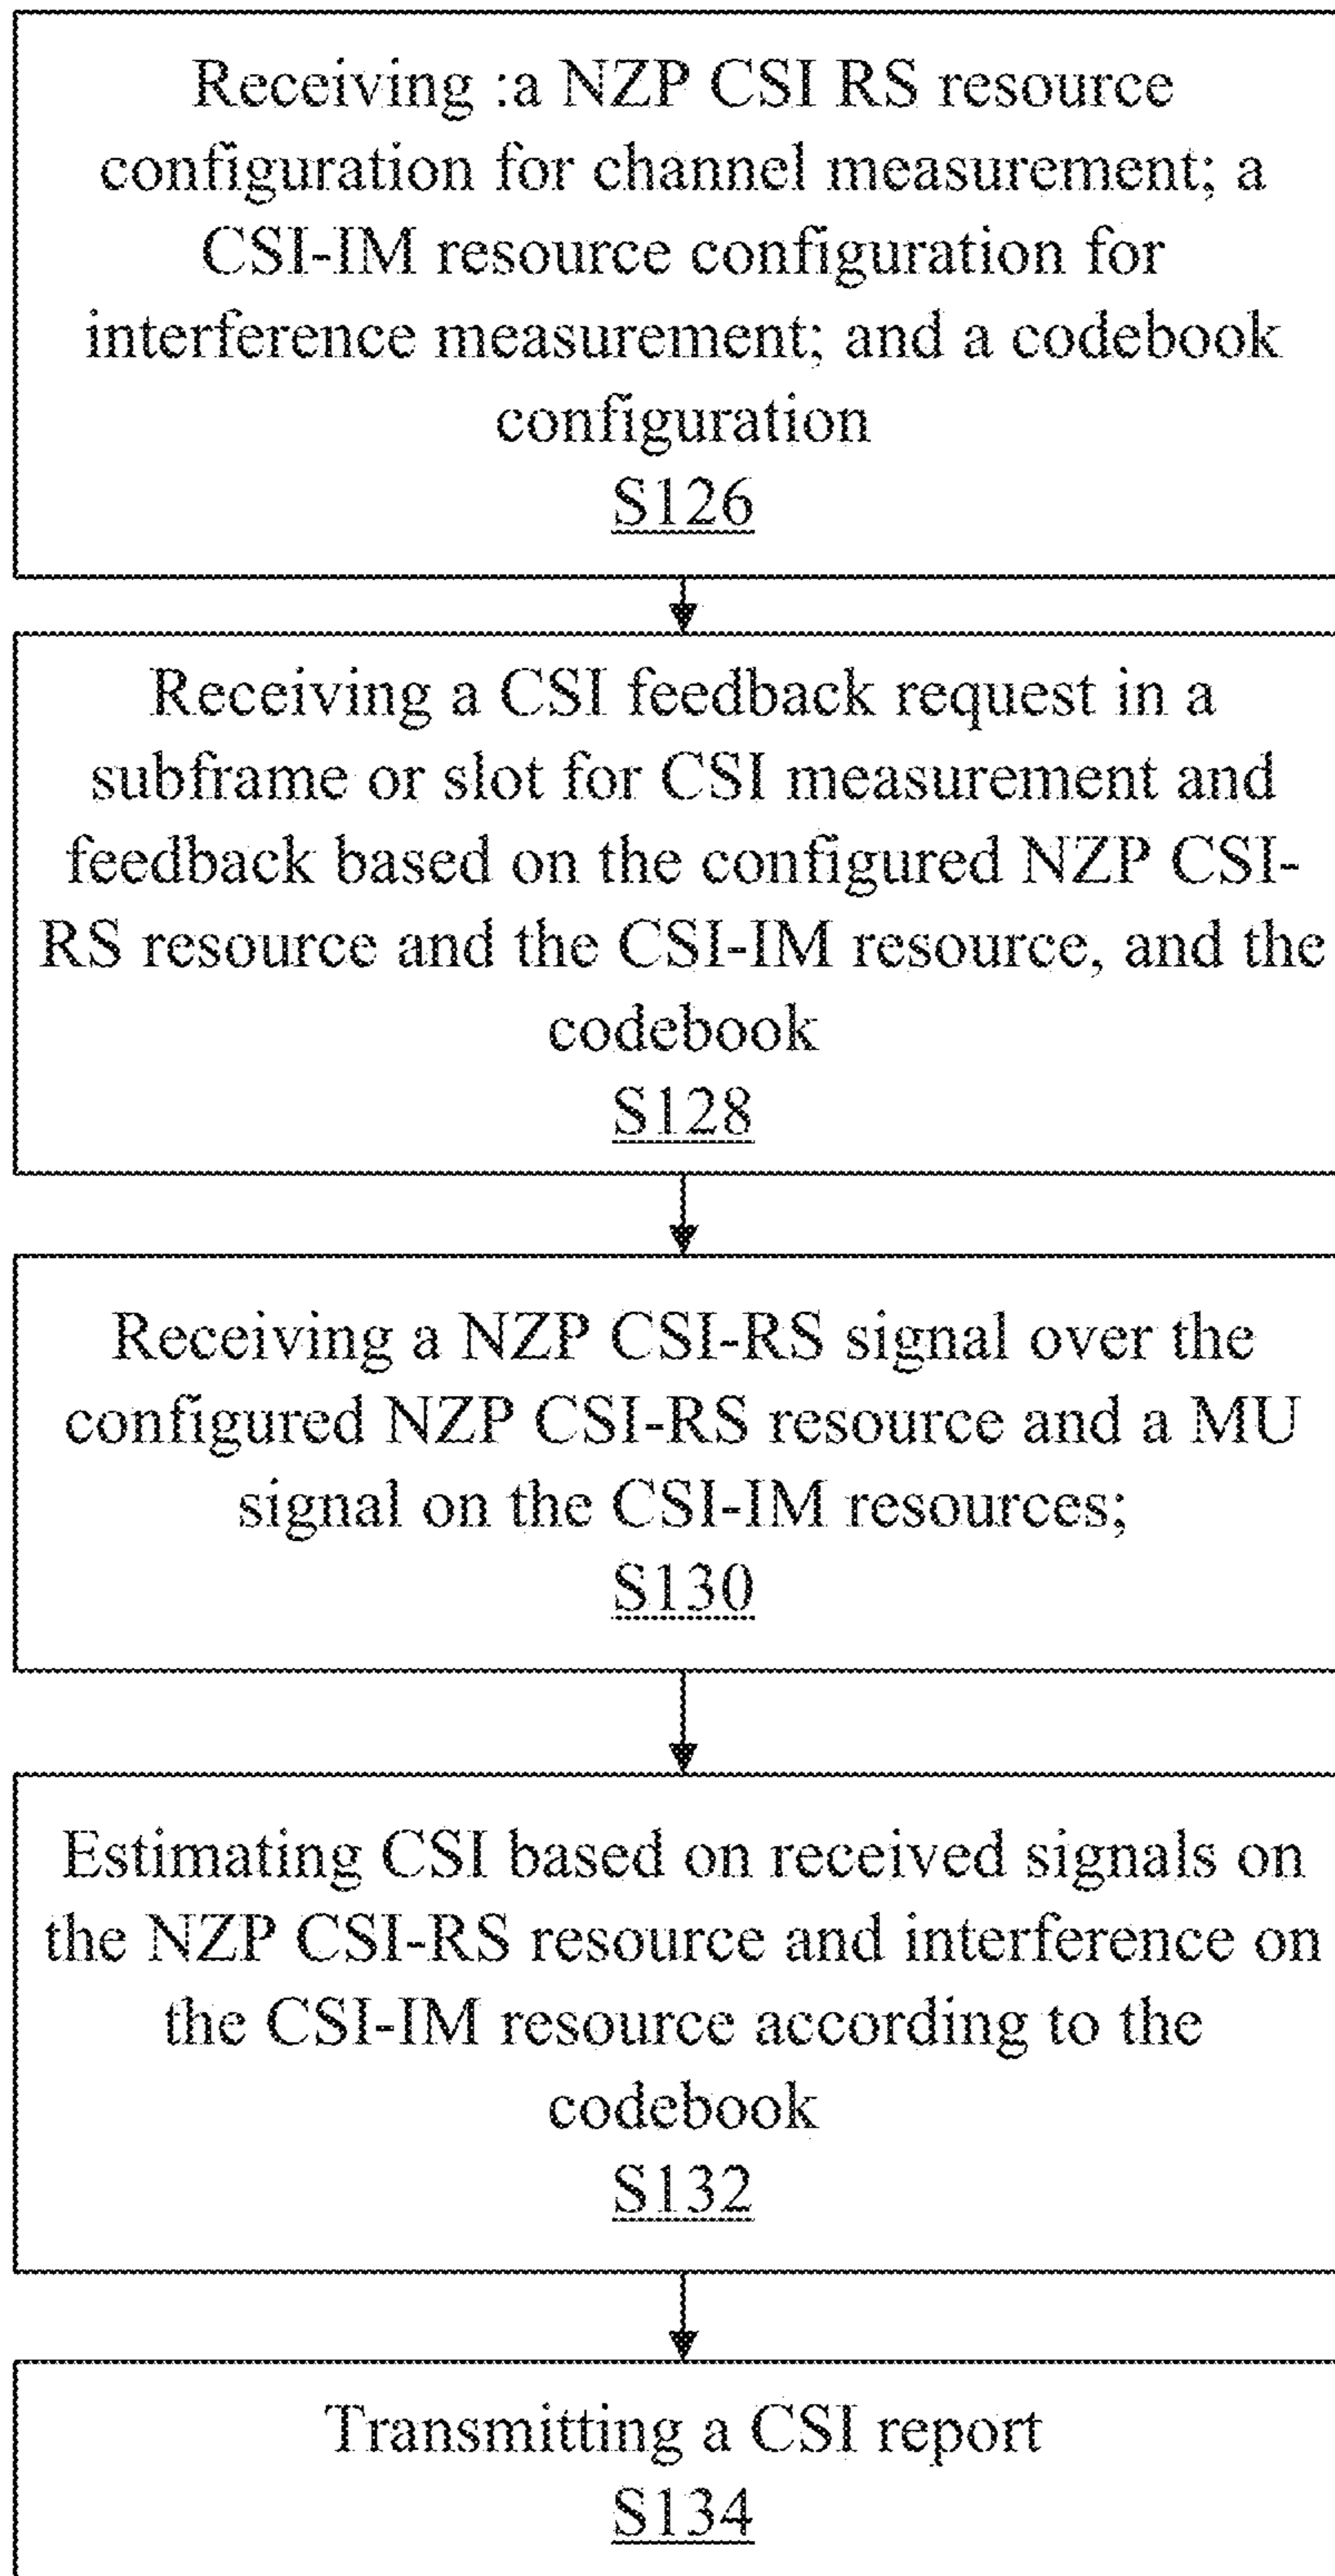 Receiving :a NZP CSI RS resource
configuration for channel measurement; a
CSI-IM resource configuration for
interference measurement; and a codebook
configuration
S126
Receiving a CSI feedback request in a
subframe or slot for CSI measurement and
feedback based on the configured NZP CSI-
RS resource and the CSI-IM resource, and the
codebook
S128
Receiving a NZP CSI-RS signal over the
configured NZP CSI-RS resource and a MU
signal on the CSI-IM resources;
S130
Estimating CSI based on received signals on
the NZP CSI-RS resource and interference on
the CSI-IM resource according to the
codebook
S132
Transmitting a CSI report
S134